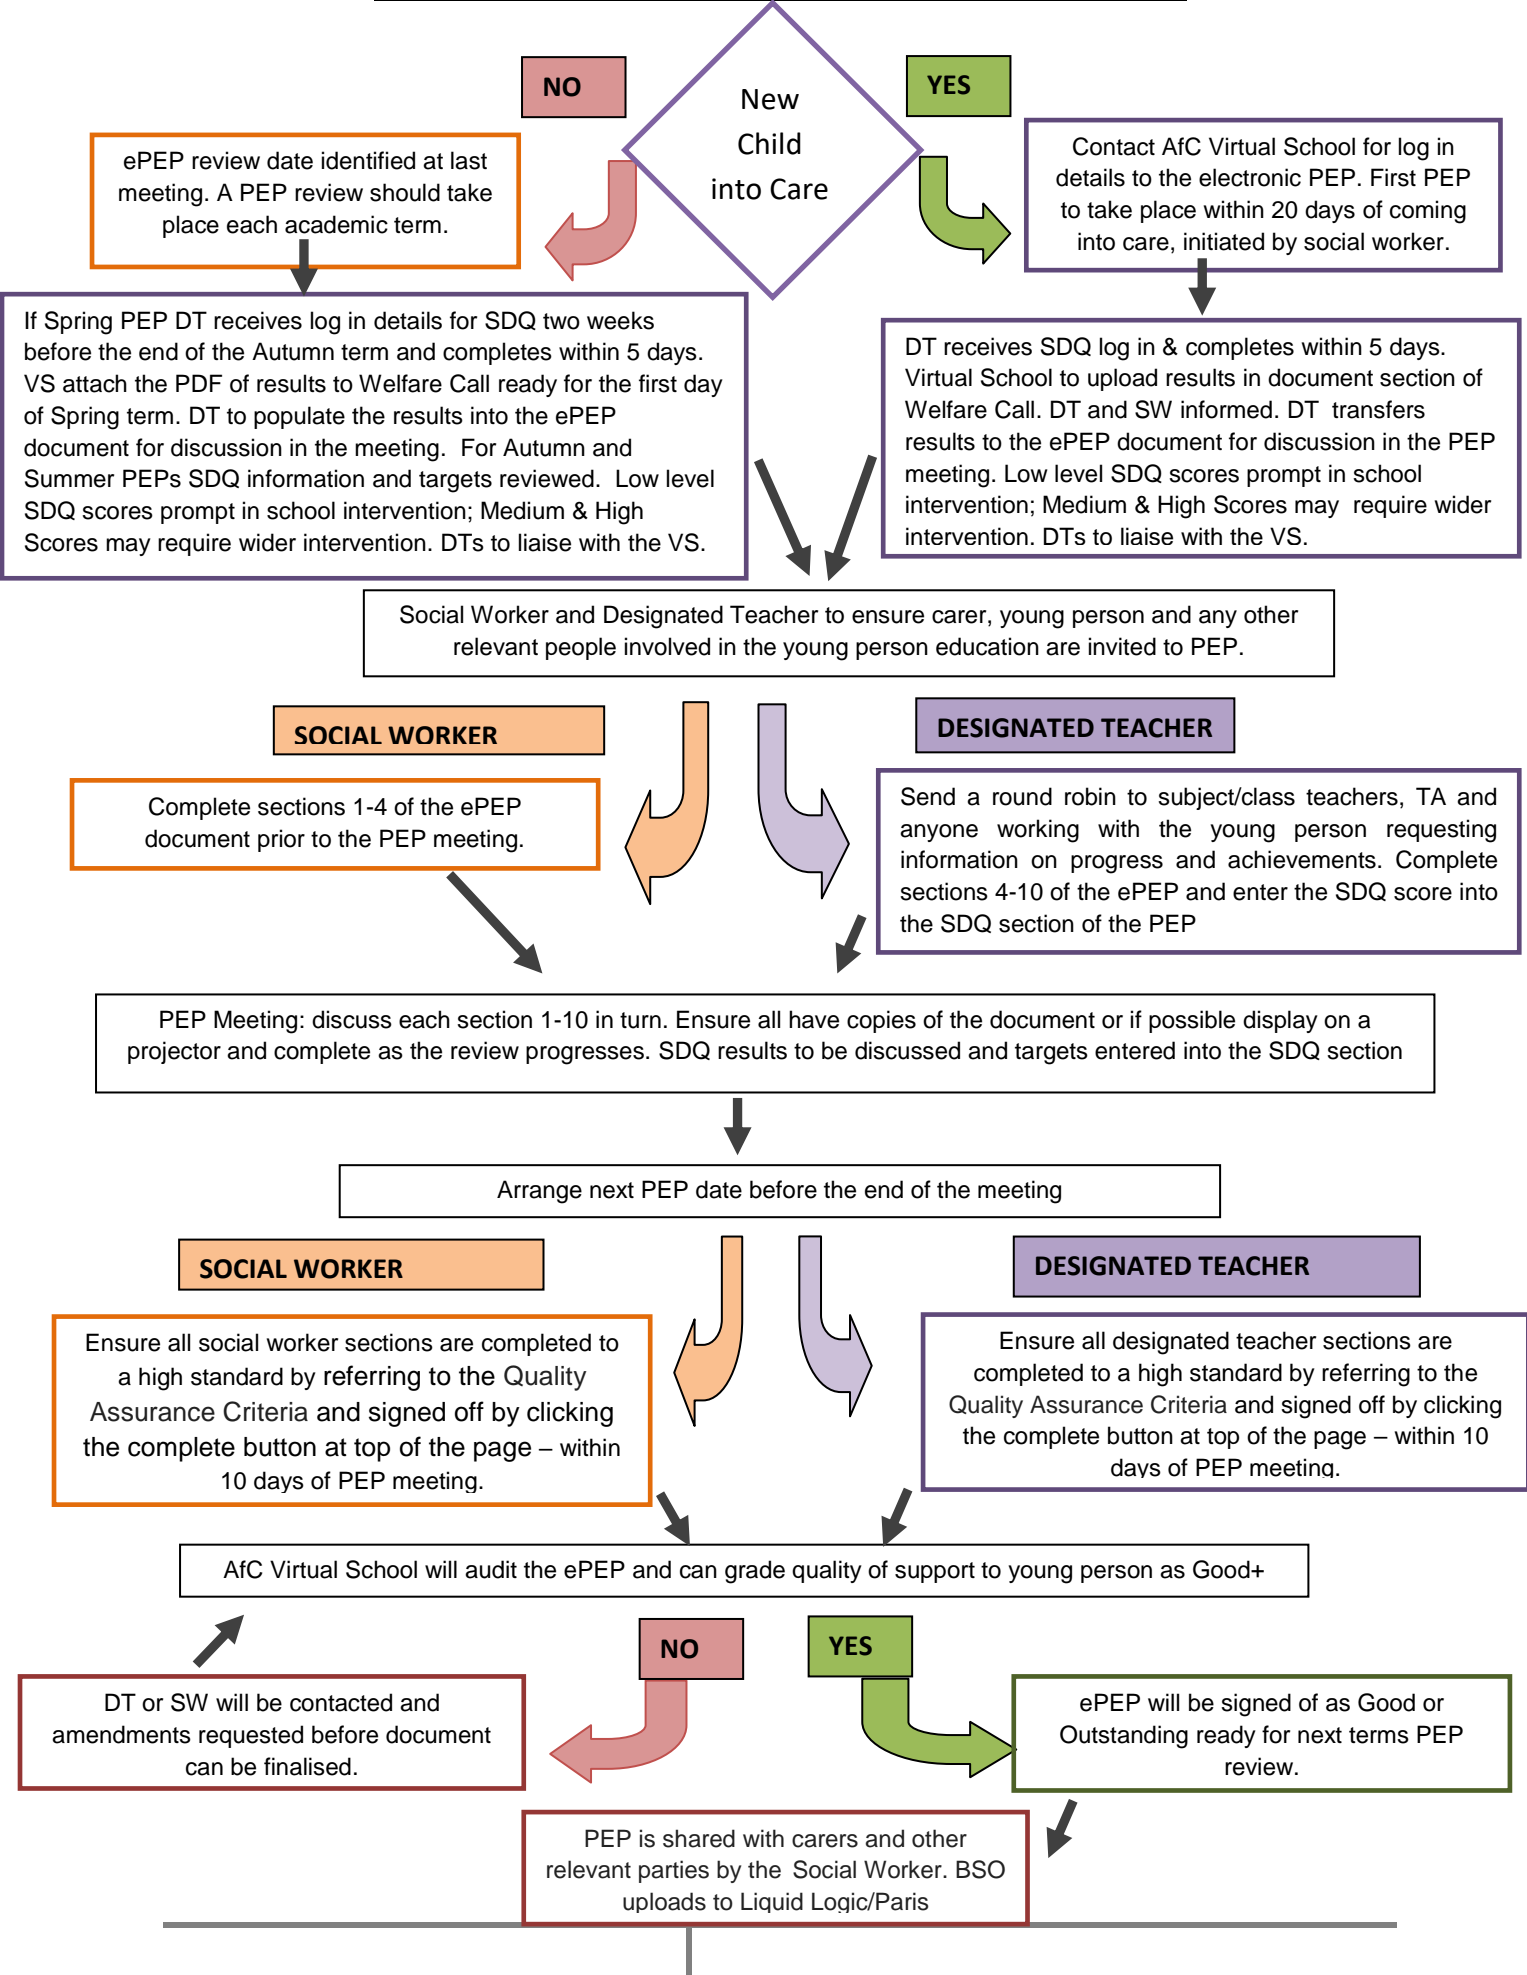 New
Child
into Care
NO
YES
ePEP review date identified at last
meeting. A PEP review should take
place each academic term.
Contact AfC Virtual School for log in
details to the electronic PEP. First PEP
to take place within 20 days of coming
into care, initiated by social worker.
If Spring PEP DT receives log in details for SDQ two weeks
before the end of the Autumn term and completes within 5 days.
VS attach the PDF of results to Welfare Call ready for the first day
of Spring term. DT to populate the results into the ePEP
document for discussion in the meeting. For Autumn and
Summer PEPs SDQ information and targets reviewed. Low level
SDQ scores prompt in school intervention; Medium & High
Scores may require wider intervention. DTs to liaise with the VS.
DT receives SDQ log in & completes within 5 days.
Virtual School to upload results in document section of
Welfare Call. DT and SW informed. DT transfers
results to the ePEP document for discussion in the PEP
meeting. Low level SDQ scores prompt in school
intervention; Medium & High Scores may require wider
intervention. DTs to liaise with the VS.
Social Worker and Designated Teacher to ensure carer, young person and any other
relevant people involved in the young person education are invited to PEP.
SOCIAL WORKER
DESIGNATED TEACHER
Complete sections 1-4 of the ePEP
document prior to the PEP meeting.
Send a round robin to subject/class teachers, TA and
anyone working with the young person requesting
information on progress and achievements. Complete
sections 4-10 of the ePEP and enter the SDQ score into
the SDQ section of the PEP
PEP Meeting: discuss each section 1-10 in turn. Ensure all have copies of the document or if possible display on a
projector and complete as the review progresses. SDQ results to be discussed and targets entered into the SDQ section
Arrange next PEP date before the end of the meeting
SOCIAL WORKER
DESIGNATED TEACHER
Ensure all social worker sections are completed to
a high standard by referring to the Quality
Assurance Criteria and signed off by clicking
the complete button at top of the page – within
10 days of PEP meeting.
Ensure all designated teacher sections are
completed to a high standard by referring to the
Quality Assurance Criteria and signed off by clicking
the complete button at top of the page – within 10
days of PEP meeting.
AfC Virtual School will audit the ePEP and can grade quality of support to young person as Good+
NO
YES
DT or SW will be contacted and
amendments requested before document
can be finalised.
ePEP will be signed of as Good or
Outstanding ready for next terms PEP
review.
PEP is shared with carers and other
relevant parties by the Social Worker. BSO
uploads to Liquid Logic/Paris